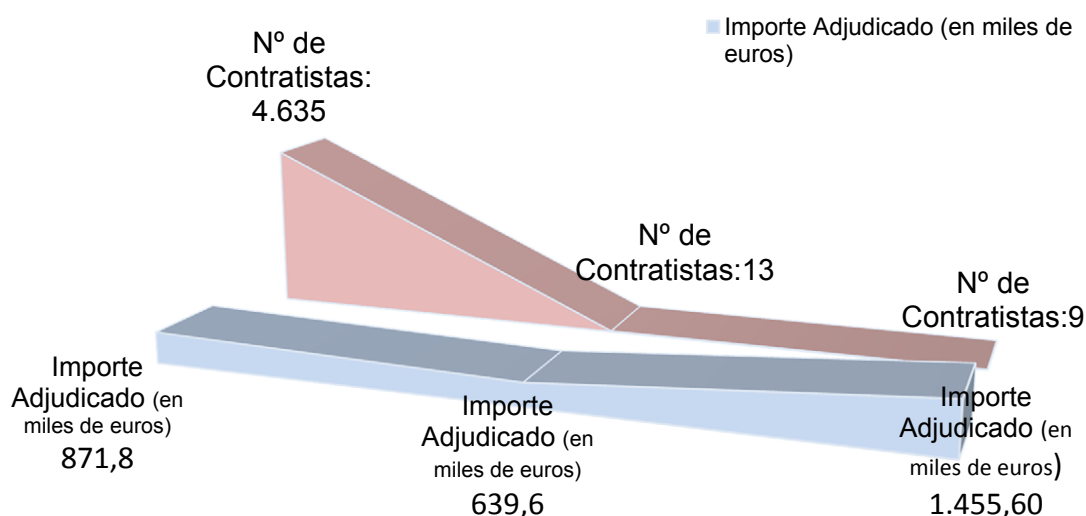 Importe Adjudicado (en miles de
euros)
Nº de
Contratistas:
4.635
Nº de
Contratistas:13
Nº de
Contratistas:9
Importe
Adjudicado (en
miles de euros)
871,8
Importe
Adjudicado (en
miles de euros)
639,6
Importe
Adjudicado (en
miles de euros)
1.455,60